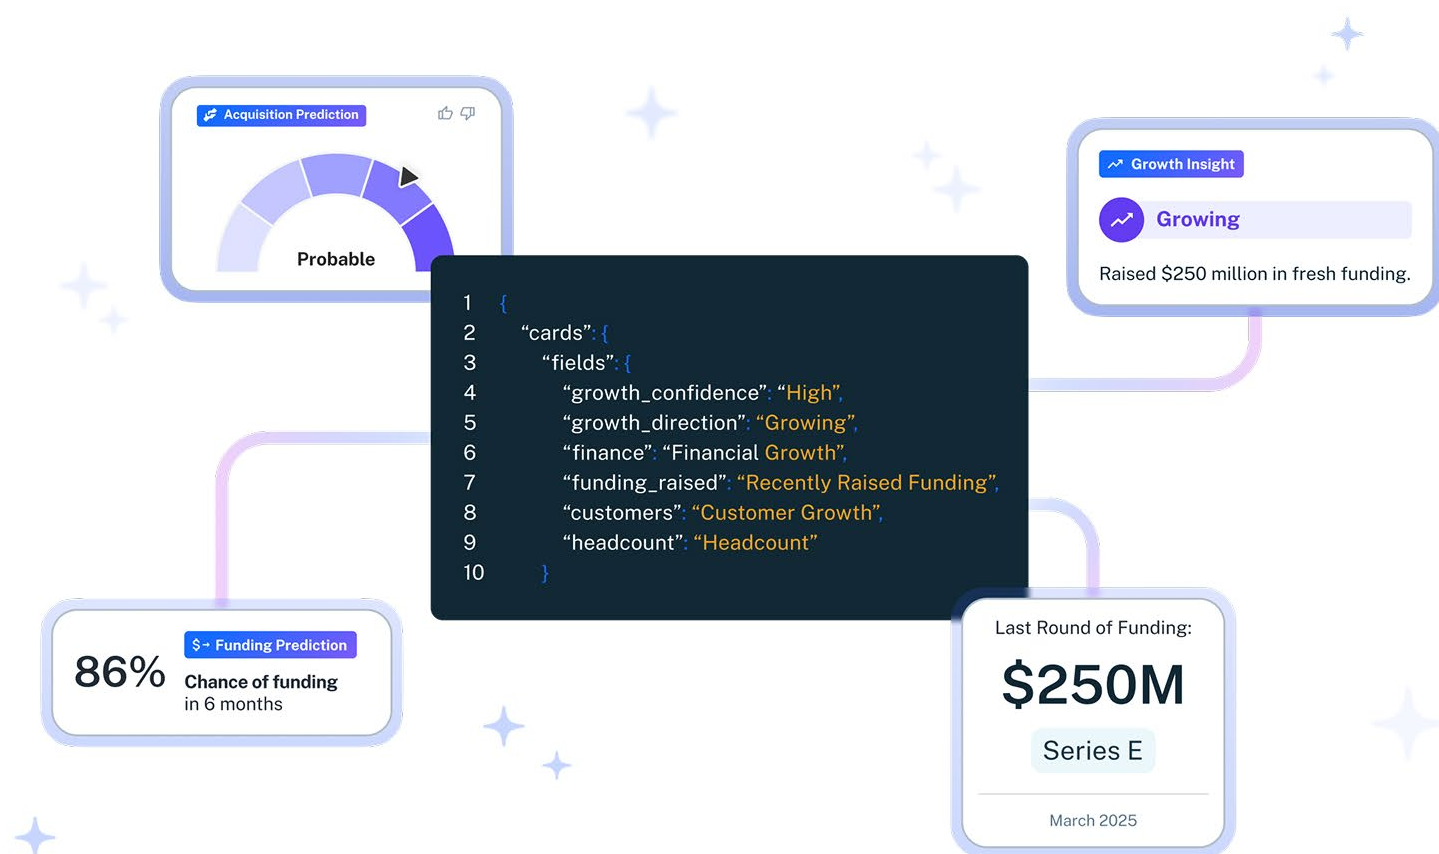 Acquisition Prediction
Probable
Growth Insight
Growing
Raised $250 million in fresh funding.
1 {
2 “cards”: {
3 “fields”: {
4 “growth_confidence”: “High”,
5 “growth_direction”: “Growing”,
6 “finance”: “Financial Growth”,
7 “funding_raised”: “Recently Raised Funding”,
8 “customers”: “Customer Growth”,
9 “headcount”: “Headcount”
10 }
86%
$→ Funding Prediction
Chance of funding
in 6 months
Last Round of Funding:
$250M
Series E
March 2025